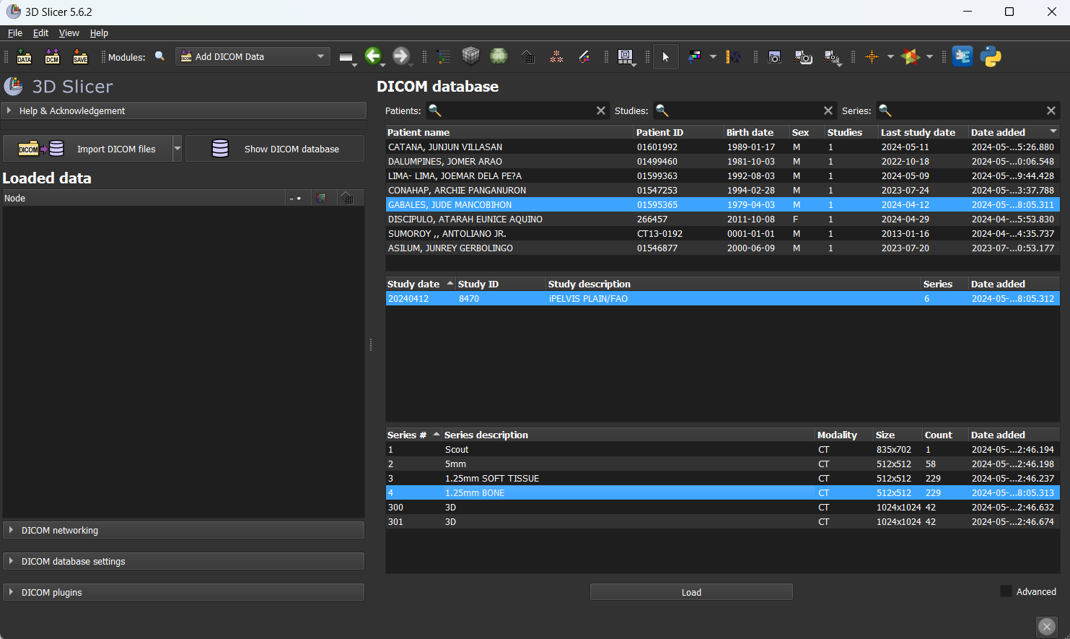 3D Slicer 5.6.2
File Edit View Help
DATA DCM SAVE Modules: Add DICOM Data
3D Slicer
Help & Acknowledgement
DICOM Import DICOM files Show DICOM database
Loaded data
Node
DICOM networking
DICOM database settings
DICOM plugins
DICOM database
Patients: Studies: Series:
Patient name Patient ID Birth date Sex Studies Last study date Date added
CATANA, JUNJUN VILLASAN 01601992 1989-01-17 M 1 2024-05-11 2024-05-...5:26.880
DALUMPINES, JOMER ARAO 01499460 1981-10-03 M 1 2022-10-18 2024-05-...0:06.548
LIMA- LIMA, JOEMAR DELA PE?A 01599363 1992-08-03 M 1 2024-05-09 2024-05-...9:44.428
CONAHAP, ARCHIE PANGANURON 01547253 1994-02-28 M 1 2023-07-24 2024-05-...3:37.788
GABALES, JUDE MANCOBIHON 01595365 1979-04-03 M 1 2024-04-12 2024-05-...8:05.311
DISCIPULO, ATARAH EUNICE AQUINO 266457 2011-10-08 F 1 2024-04-29 2024-05-...5:53.830
SUMOROY ,, ANTOLIANO JR. CT13-0192 0001-01-01 M 1 2013-01-16 2024-04-...4:35.737
ASILUM, JUNREY GERBOLINGO 01546877 2000-06-09 M 1 2023-07-20 2023-07-...0:53.177
Study date Study ID Study description Series Date added
20240412 8470 iPELVIS PLAIN/FAO 6 2024-05-...8:05.312
Series # Series description Modality Size Count Date added
1 Scout CT 835x702 1 2024-05-...2:46.194
2 5mm CT 512x512 58 2024-05-...2:46.198
3 1.25mm SOFT TISSUE CT 512x512 229 2024-05-...2:46.237
4 1.25mm BONE CT 512x512 229 2024-05-...8:05.313
300 3D CT 1024x1024 42 2024-05-...2:46.632
301 3D CT 1024x1024 42 2024-05-...2:46.674
Load Advanced